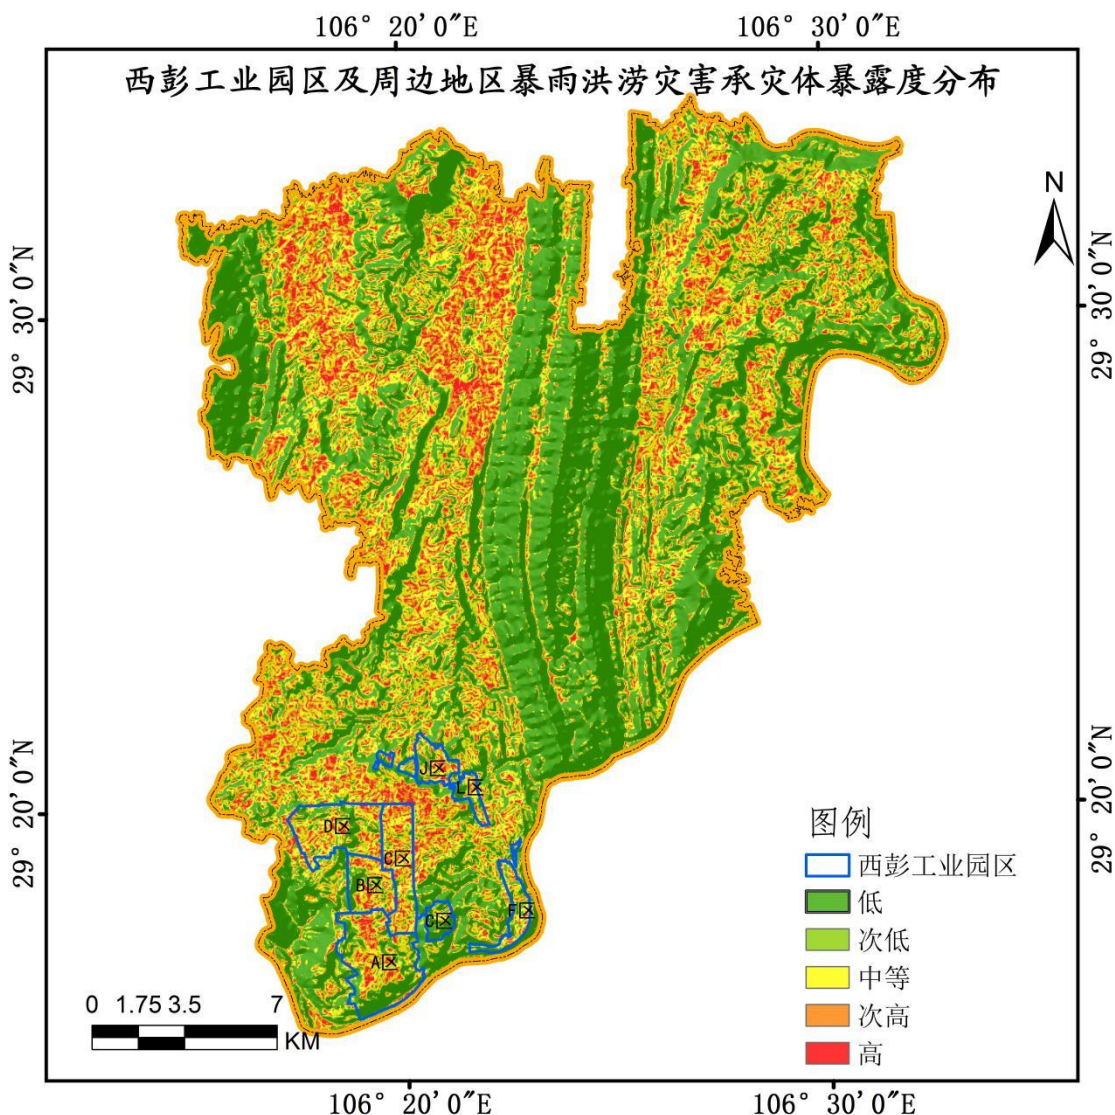 106° 20′ 0″E
106° 30′ 0″E
西彭工业园区及周边地区暴雨洪涝灾害承灾体暴露度分布
N
29° 30′ 0″N
29° 30′ 0″N
J区
L区
29° 20′ 0″N
29° 20′ 0″N
D区
C区
B区
G区
F区
A区
图例
西彭工业园区
低
次低
中等
次高
高
0 1.75 3.5 7
KM
106° 20′ 0″E
106° 30′ 0″E